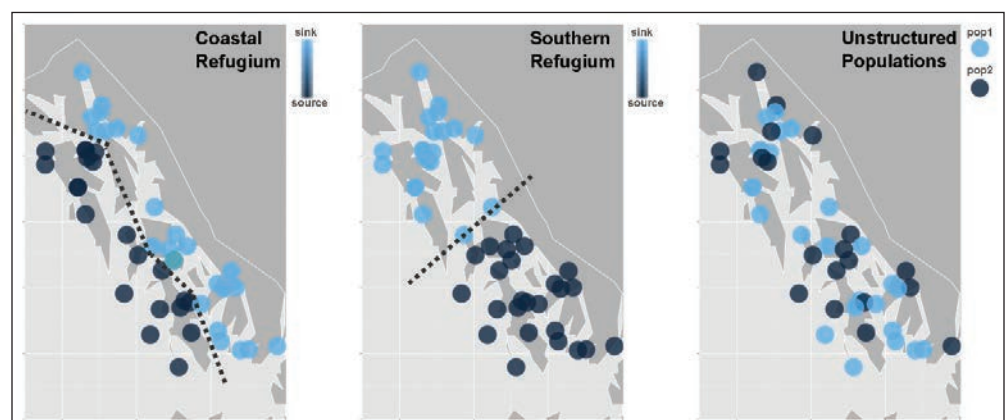 Coastal
Refugium
sink
source
Southern
Refugium
sink
source
Unstructured
Populations
pop1
pop2